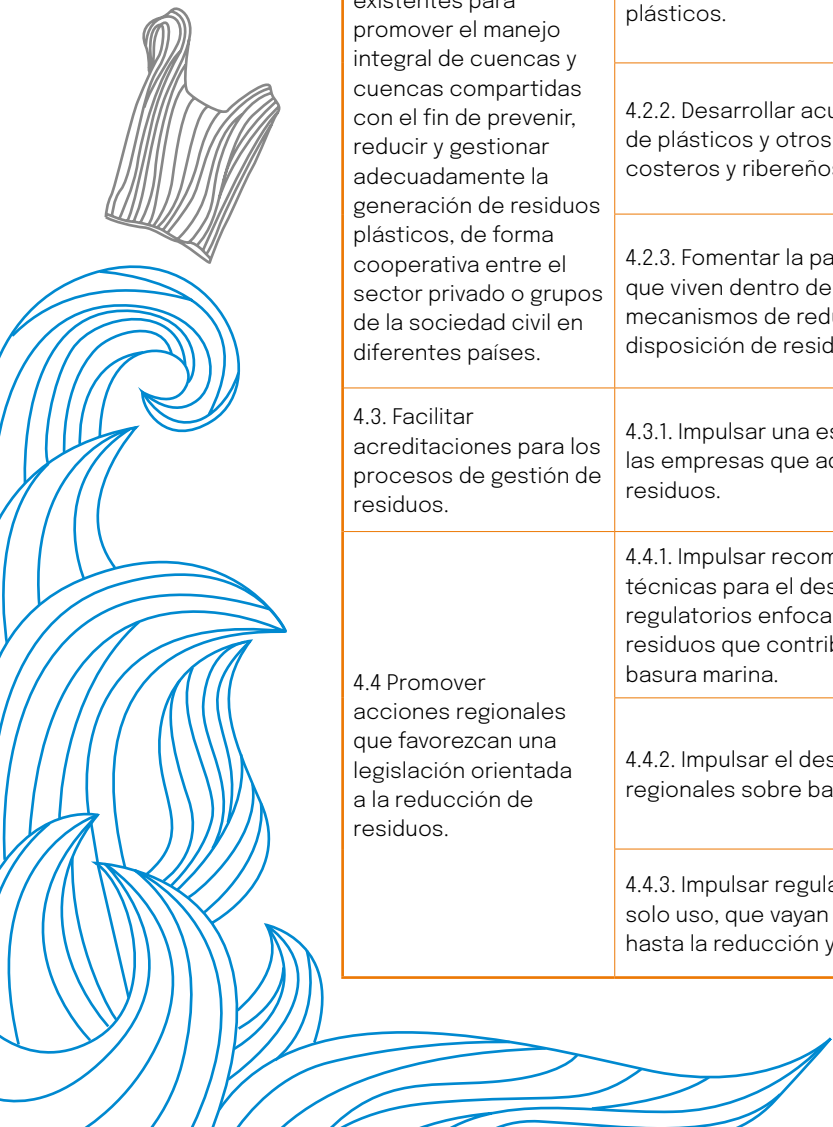 existentes para
promover el manejo
integral de cuencas y
cuencas compartidas
con el fin de prevenir,
reducir y gestionar
adecuadamente la
generación de residuos
plásticos, de forma
cooperativa entre el
sector privado o grupos
de la sociedad civil en
diferentes países.
plásticos.
4.2.2. Desarrollar acu
de plásticos y otros
costeros y ribereños
4.2.3. Fomentar la pa
que viven dentro de
mecanismos de redu
disposición de resid
4.3. Facilitar
acreditaciones para los
procesos de gestión de
residuos.
4.3.1. Impulsar una es
las empresas que ad
residuos.
4.4 Promover
acciones regionales
que favorezcan una
legislación orientada
a la reducción de
residuos.
4.4.1. Impulsar recom
técnicas para el des
regulatorios enfoca
residuos que contrib
basura marina.
4.4.2. Impulsar el des
regionales sobre ba
4.4.3. Impulsar regula
solo uso, que vayan
hasta la reducción y